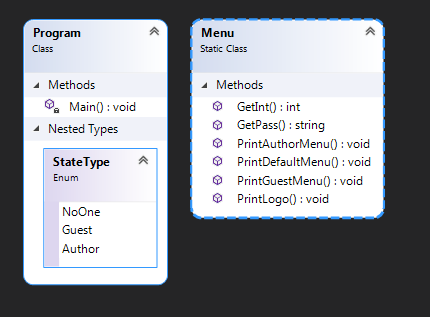 Program
Class
Methods
Main() : void
Nested Types
StateType
Enum
NoOne
Guest
Author
Menu
Static Class
Methods
GetInt() : int
GetPass() : string
PrintAuthorMenu() : void
PrintDefaultMenu() : void
PrintGuestMenu() : void
PrintLogo() : void